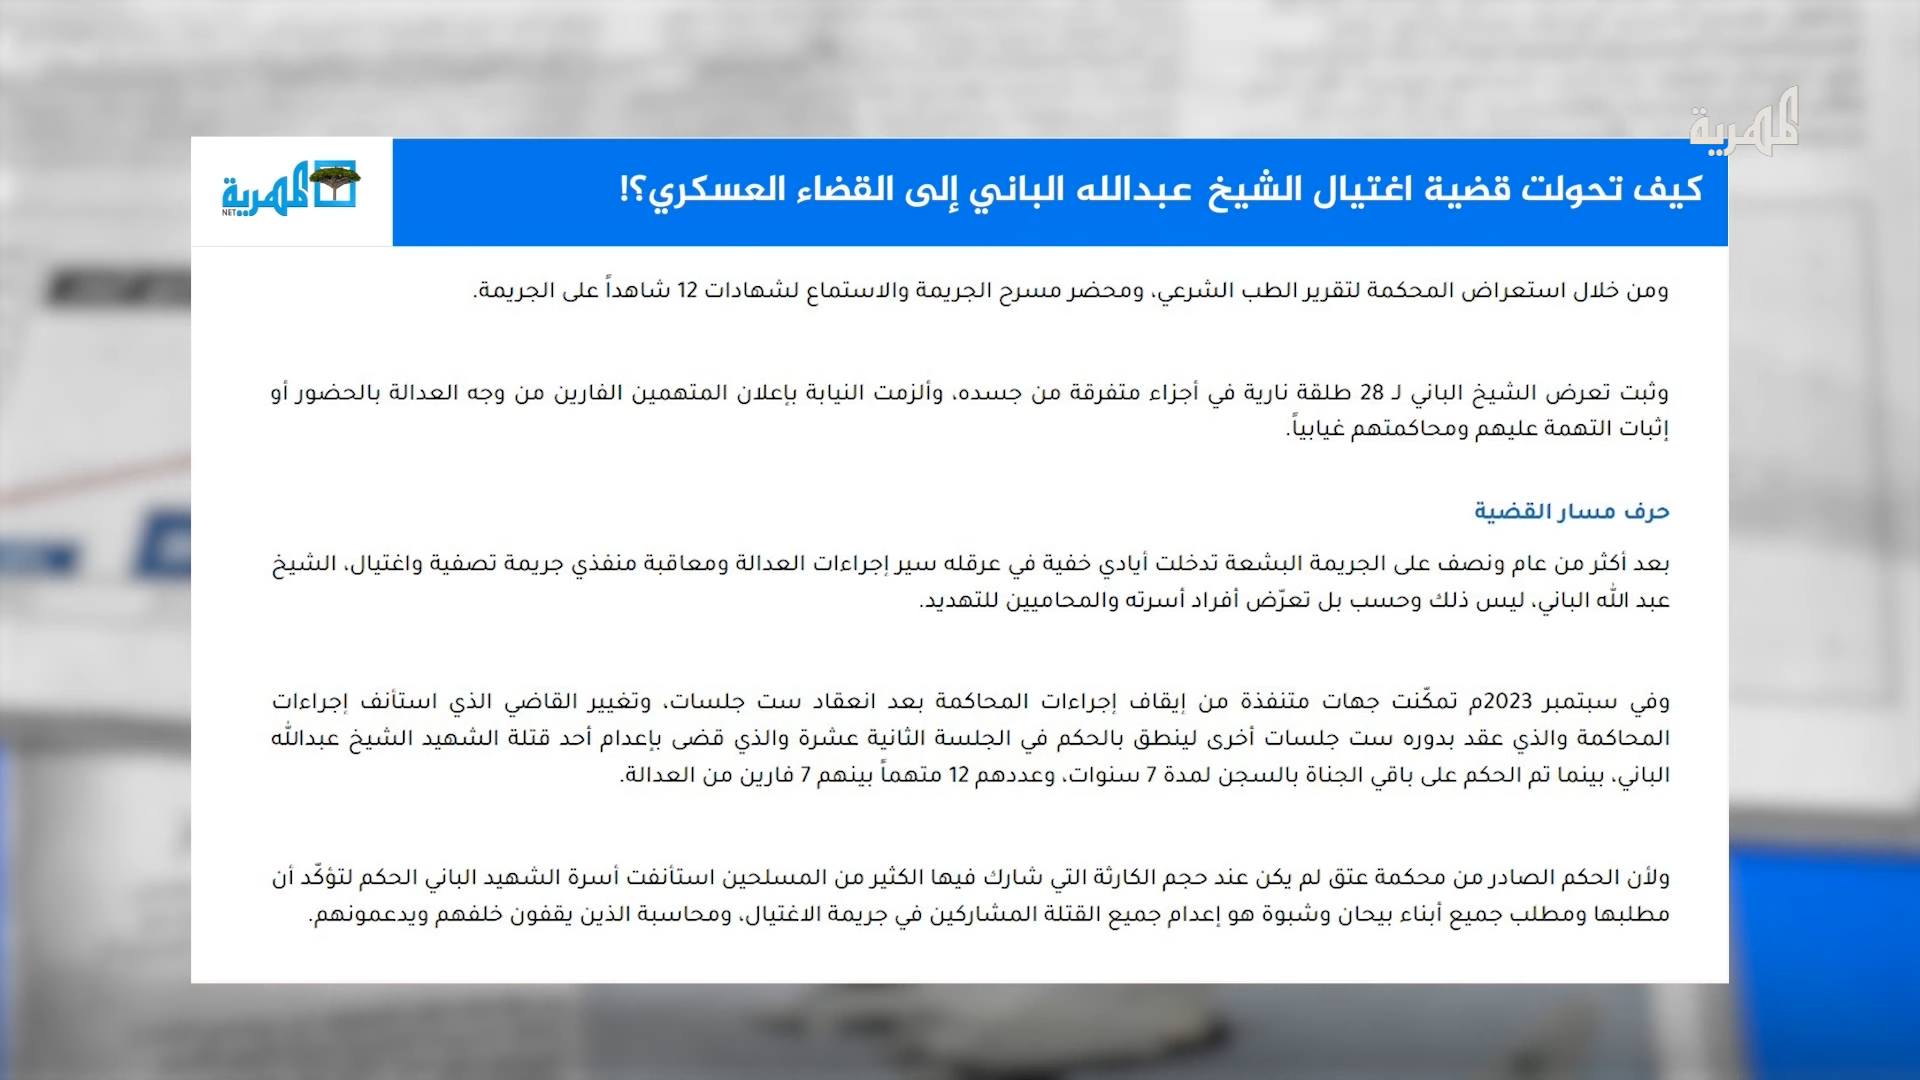 المهرية
المهرية
NET
كيف تحولت قضية اغتيال الشيخ عبدالله الباني إلى القضاء العسكري؟!
ومن خلال استعراض المحكمة لتقرير الطب الشرعي، ومحضر مسرح الجريمة والاستماع لشهادات 12 شاهداً على الجريمة.
وثبت تعرض الشيخ الباني لـ 28 طلقة نارية في أجزاء متفرقة من جسده، وألزمت النيابة بإعلان المتهمين الفارين من وجه العدالة بالحضور أو
إثبات التهمة عليهم ومحاكمتهم غيابياً.
حرف مسار القضية
بعد أكثر من عام ونصف على الجريمة البشعة تدخلت أيادي خفية في عرقله سير إجراءات العدالة ومعاقبة منفذي جريمة تصفية واغتيال، الشيخ
عبد الله الباني، ليس ذلك وحسب بل تعرّض أفراد أسرته والمحاميين للتهديد.
وفي سبتمبر 2023م تمكّنت جهات متنفذة من إيقاف إجراءات المحاكمة بعد انعقاد ست جلسات، وتغيير القاضي الذي استأنف إجراءات
المحاكمة والذي عقد بدوره ست جلسات أخرى لينطق بالحكم في الجلسة الثانية عشرة والذي قضى بإعدام أحد قتلة الشهيد الشيخ عبدالله
الباني، بينما تم الحكم على باقي الجناة بالسجن لمدة 7 سنوات، وعددهم 12 متهماً بينهم 7 فارين من العدالة.
ولأن الحكم الصادر من محكمة عتق لم يكن عند حجم الكارثة التي شارك فيها الكثير من المسلحين استأنفت أسرة الشهيد الباني الحكم لتؤكّد أن
مطلبها ومطلب جميع أبناء بيحان وشبوة هو إعدام جميع القتلة المشاركين في جريمة الاغتيال، ومحاسبة الذين يقفون خلفهم ويدعمونهم.